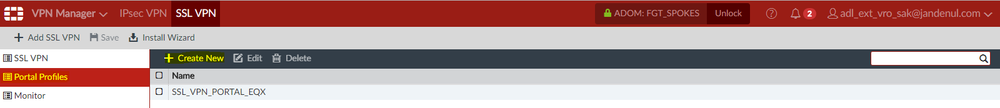 VPN Manager IPsec VPN SSL VPN ADOM: FGT_SPOKES Unlock 2 adl_ext_vro_sak@jandenul.com
Add SSL VPN Save Install Wizard
SSL VPN Create New Edit Delete
Portal Profiles Name
Monitor SSL_VPN_PORTAL_EQX